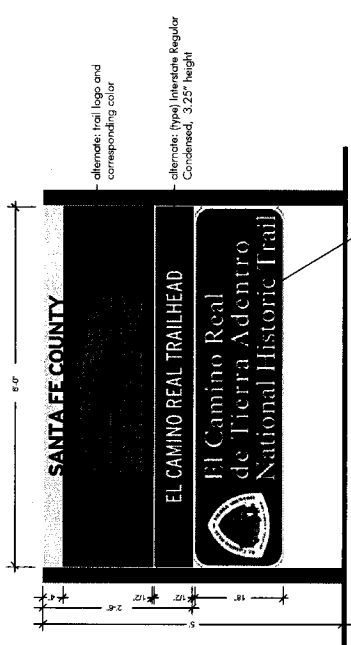 alternate: trail logo and
corresponding color
alternate: (type) Interstate Regular
Condensed, 3.25" height
6'-0"
SANTA FE COUNTY
EL CAMINO REAL TRAILHEAD
El Camino Real
de Tierra Adentro
National Historic Trail
4"
2'-6"
18"
5'